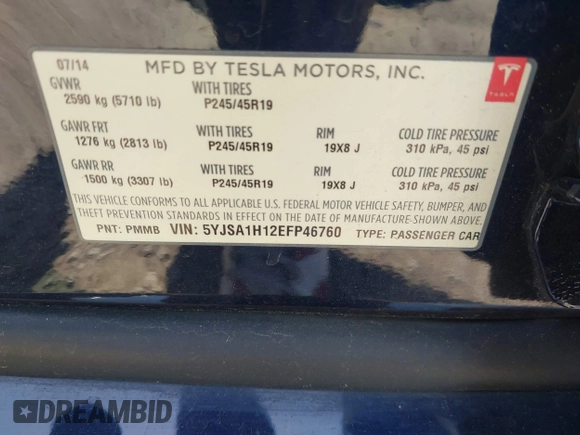 07/14 MFD BY TESLA MOTORS, INC.
TESLA
GVWR WITH TIRES
2590 kg (5710 lb) P245/45R19
GAWR FRT WITH TIRES RIM COLD TIRE PRESSURE
1276 kg (2813 lb) P245/45R19 19X8 J 310 kPa, 45 psi
GAWR RR WITH TIRES RIM COLD TIRE PRESSURE
1500 kg (3307 lb) P245/45R19 19X8 J 310 kPa, 45 psi
THIS VEHICLE CONFORMS TO ALL APPLICABLE U.S. FEDERAL MOTOR VEHICLE SAFETY, BUMPER, AND
THEFT PREVENTION STANDARDS IN EFFECT ON THE DATE OF MANUFACTURE SHOWN ABOVE.
PNT: PMMB VIN: 5YJSA1H12EFP46760 TYPE: PASSENGER CAR
DREAMBID